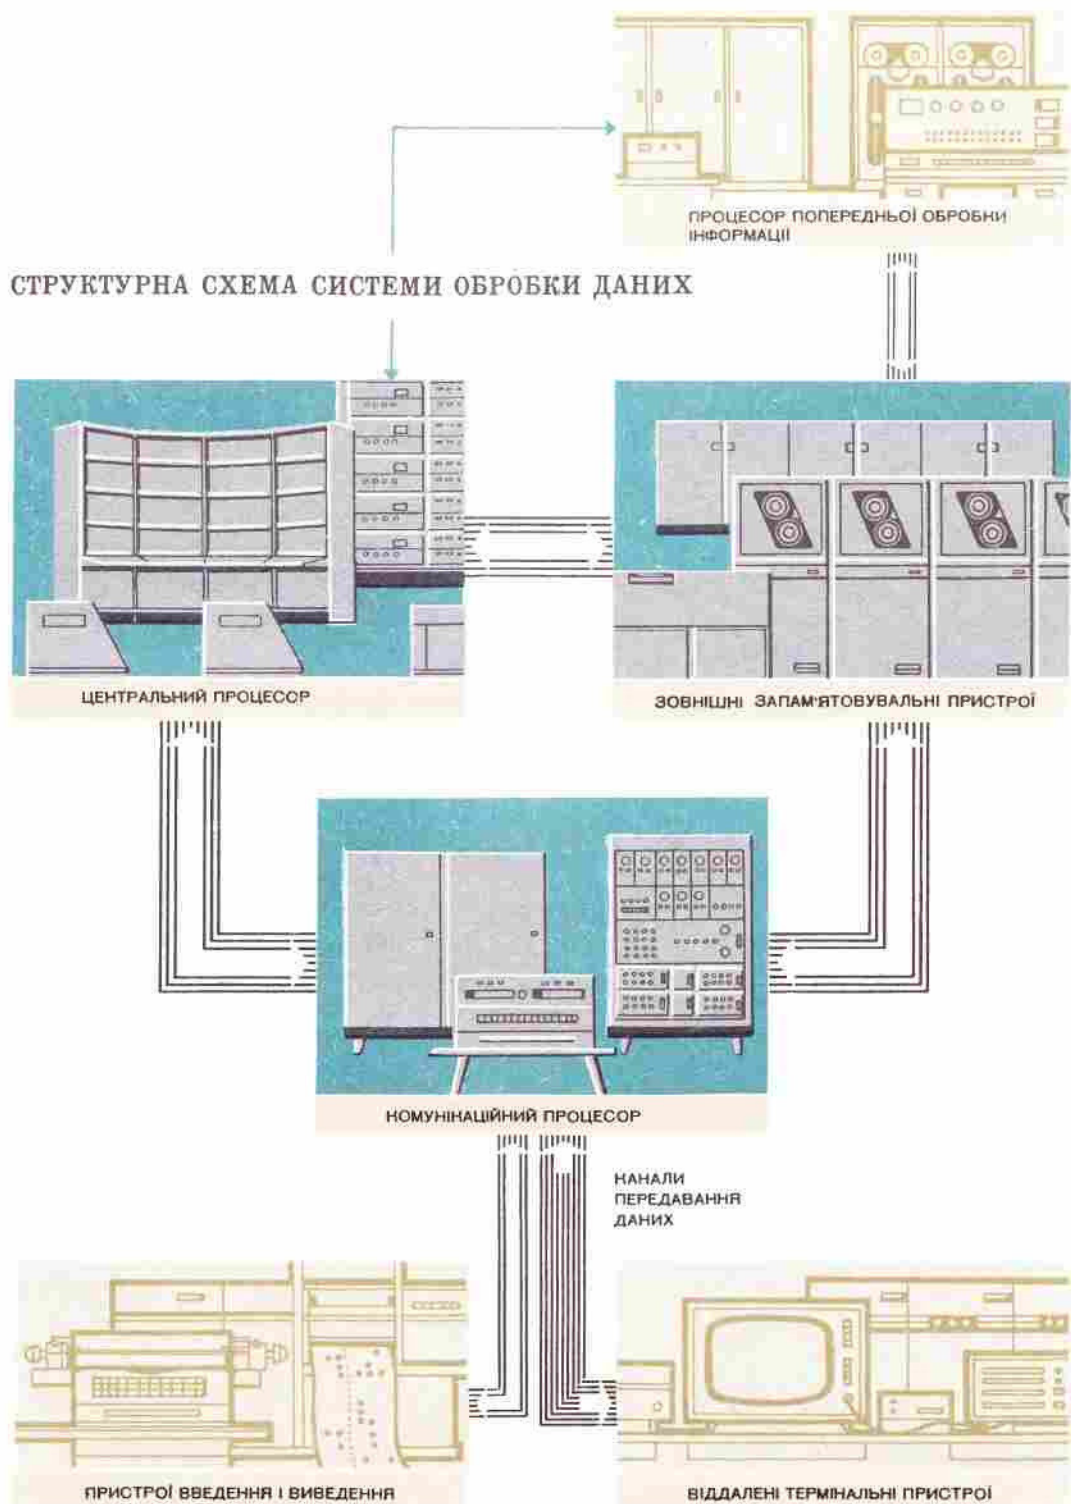 ПРОЦЕСОР ПОПЕРЕДНЬОЇ ОБРОБКИ
ІНФОРМАЦІЇ
СТРУКТУРНА СХЕМА СИСТЕМИ ОБРОБКИ ДАНИХ
ЦЕНТРАЛЬНИЙ ПРОЦЕСОР
ЗОВНІШНІ ЗАПАМ'ЯТОВУВАЛЬНІ ПРИСТРОЇ
КОМУНІКАЦІЙНИЙ ПРОЦЕСОР
КАНАЛИ
ПЕРЕДАВАННЯ
ДАНИХ
ПРИСТРОЇ ВВЕДЕННЯ І ВИВЕДЕННЯ
ВІДДАЛЕНІ ТЕРМІНАЛЬНІ ПРИСТРОЇ